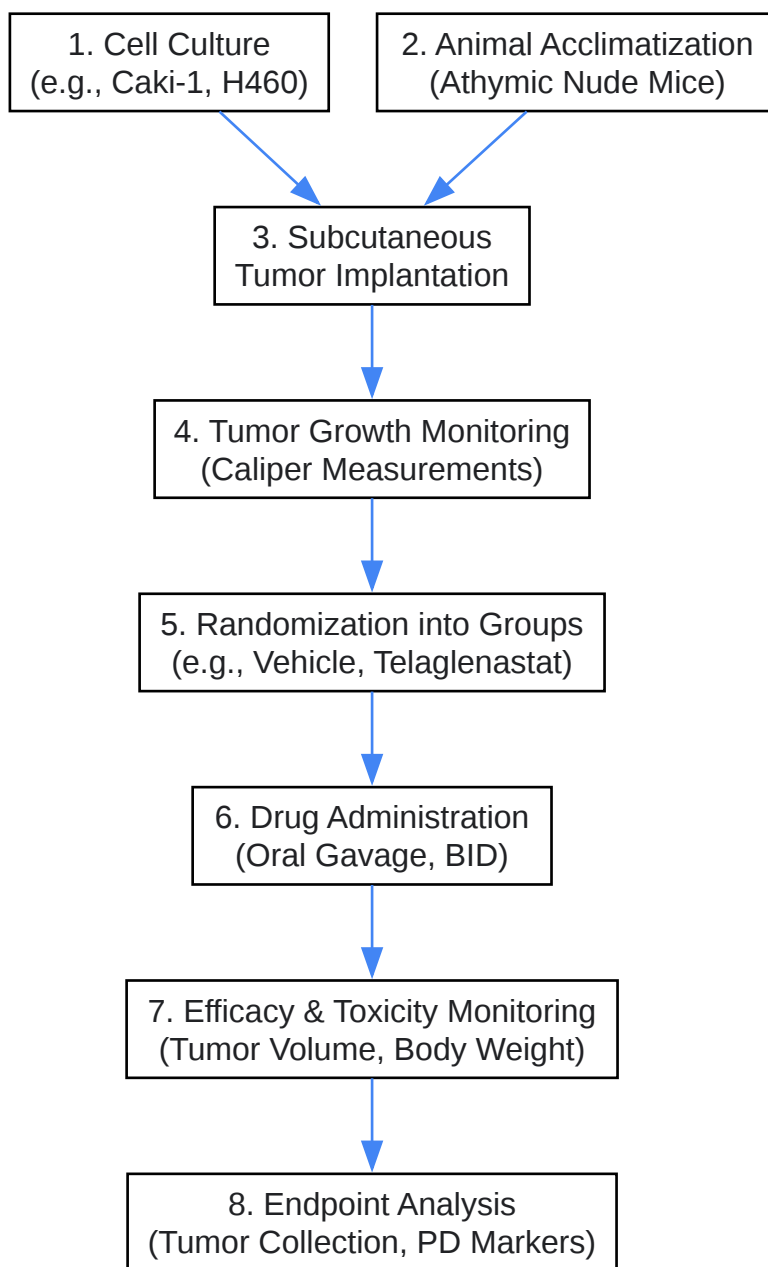 1. Cell Culture
(e.g., Caki-1, H460)
2. Animal Acclimatization
(Athymic Nude Mice)
3. Subcutaneous
Tumor Implantation
4. Tumor Growth Monitoring
(Caliper Measurements)
5. Randomization into Groups
(e.g., Vehicle, Telaglenastat)
6. Drug Administration
(Oral Gavage, BID)
7. Efficacy & Toxicity Monitoring
(Tumor Volume, Body Weight)
8. Endpoint Analysis
(Tumor Collection, PD Markers)